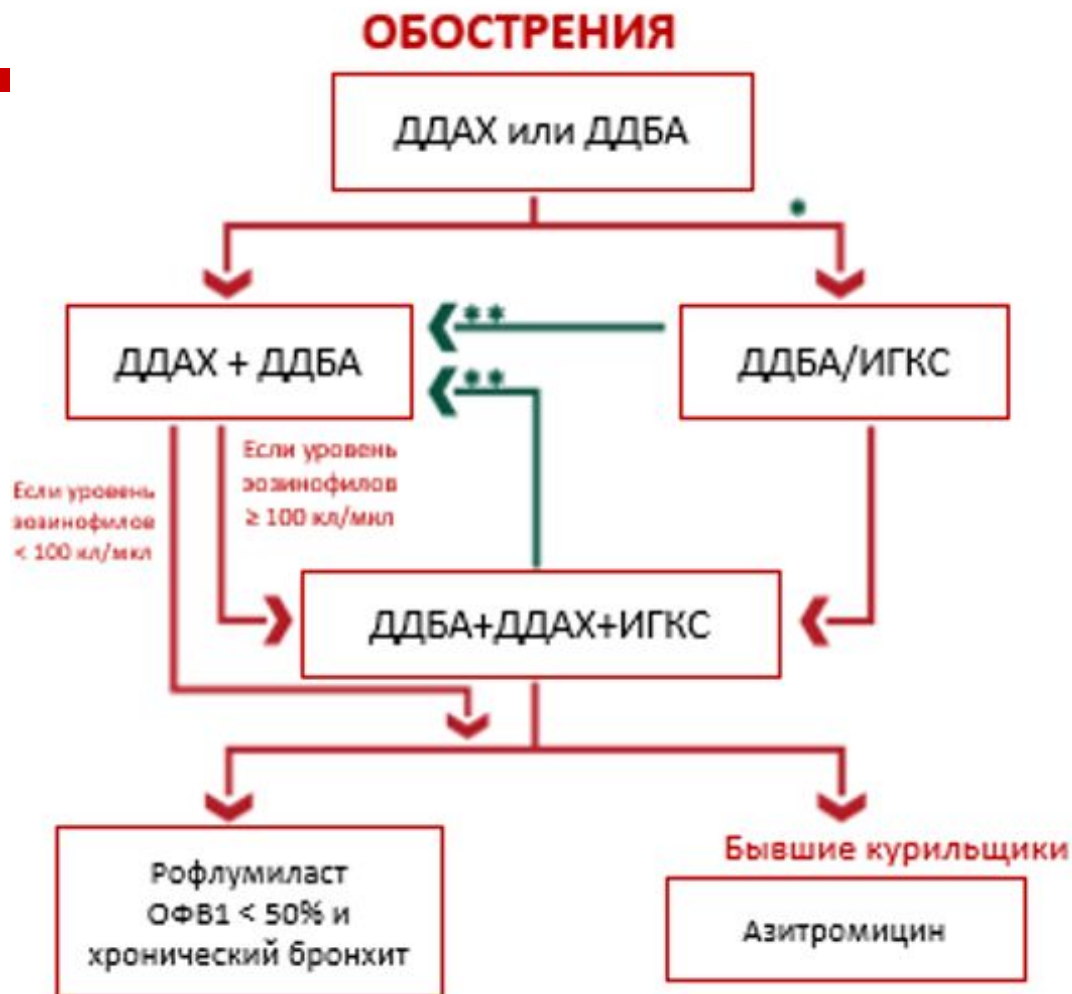 ОБОСТРЕНИЯ
ДДАХ или ДДБА
*
**
ДДАХ + ДДБА
ДДБА/ИГКС
**
Если уровень
эозинофилов
≥ 100 кл/мкл
Если уровень
эозинофилов
< 100 кл/мкл
ДДБА+ДДАХ+ИГКС
Рофлумиласт
ОФВ1 < 50% и
хронический бронхит
Бывшие курильщики
Азитромицин